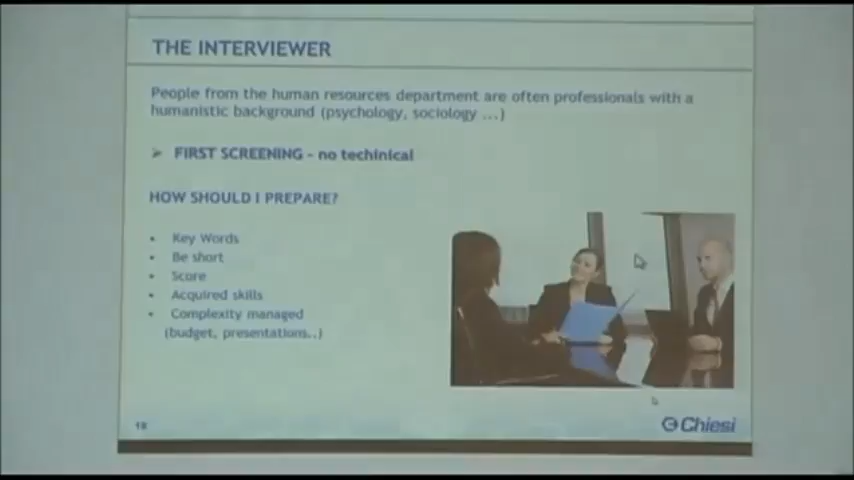 THE INTERVIEWER
People from the human resources department are often professionals with a
humanistic background (psychology, sociology ...)
➢ FIRST SCREENING - no techinical
HOW SHOULD I PREPARE?
• Key Words
• Be short
• Score
• Acquired skills
• Complexity managed
(budget, presentations..)
18
Chiesi